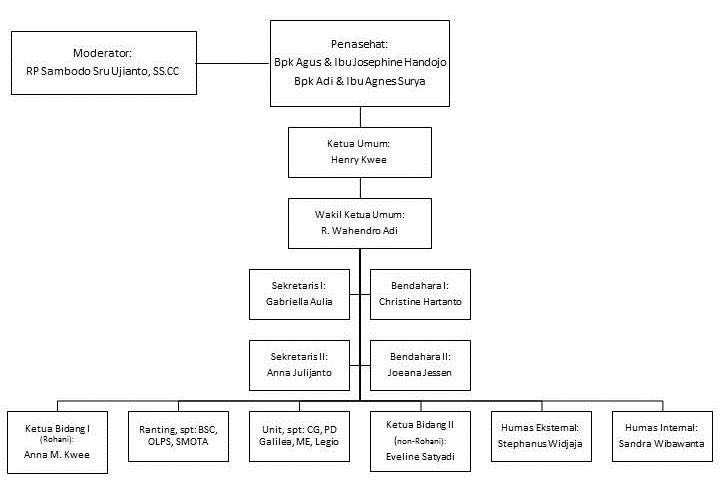 Moderator:
RP Sambodo Sru Ujianto, SS.CC
Penasehat:
Bpk Agus & Ibu Josephine Handojo
Bpk Adi & Ibu Agnes Surya
Ketua Umum:
Henry Kwee
Wakil Ketua Umum:
R. Wahendro Adi
Sekretaris I:
Gabriella Aulia
Bendahara I:
Christine Hartanto
Sekretaris II:
Anna Julijanto
Bendahara II:
Joeana Jessen
Ketua Bidang I
(Rohani):
Anna M. Kwee
Ranting, spt: BSC,
OLPS, SMOTA
Unit, spt: CG, PD
Galilea, ME, Legio
Ketua Bidang II
(non-Rohani):
Eveline Satyadi
Humas Eksternal:
Stephanus Widjaja
Humas Internal:
Sandra Wibawanta